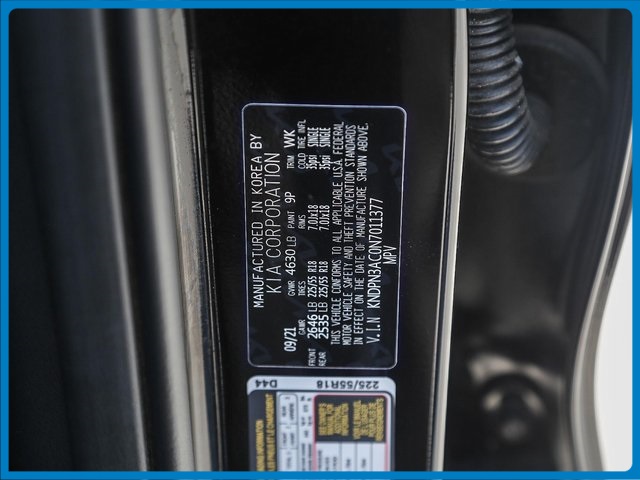 MANUFACTURED IN KOREA BY
KIA CORPORATION
09/21 GVWR 4630 LB PAINT 9P TRIM WK
GAWR TIRES RIMS COLD TIRE INFL
FRONT 2646 LB 225/55 R18 7.0Jx18 35psi SINGLE
REAR 2535 LB 225/55 R18 7.0Jx18 35psi SINGLE
THIS VEHICLE CONFORMS TO ALL APPLICABLE U.S.A. FEDERAL
MOTOR VEHICLE SAFETY AND THEFT PREVENTION STANDARDS
IN EFFECT ON THE DATE OF MANUFACTURE SHOWN ABOVE.
V.I.N KNDPN3AC0N7011377
MPV
D44
225/55R18